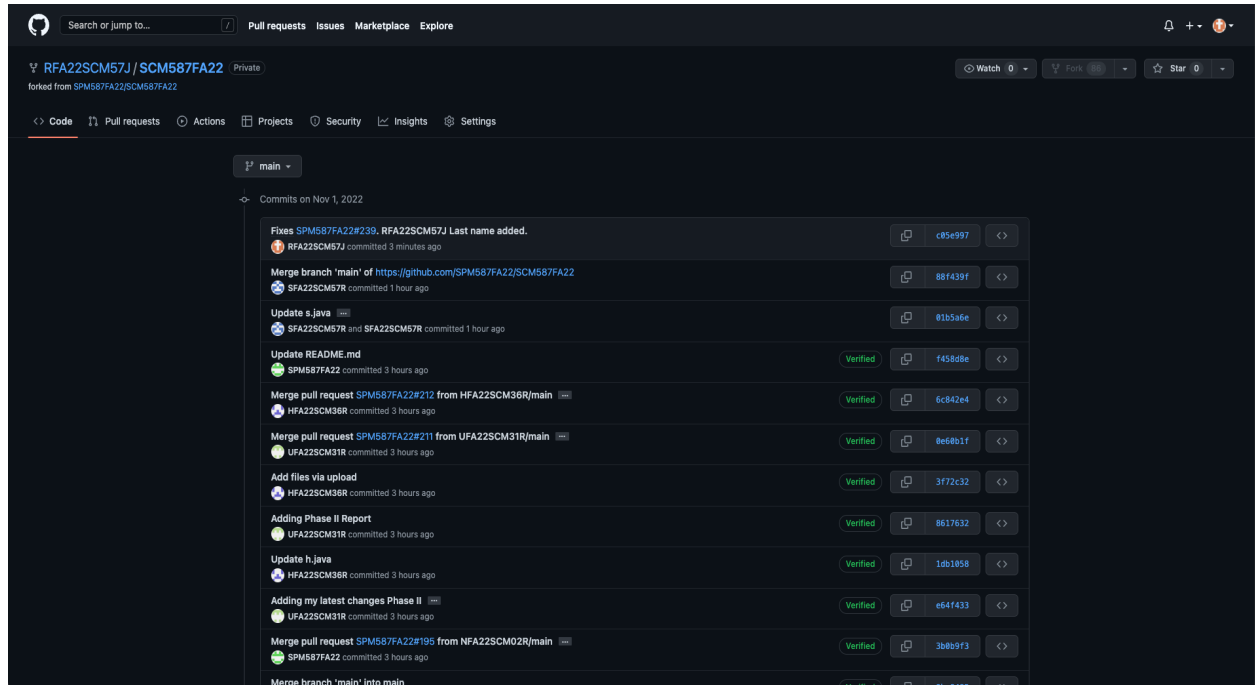 Search or jump to... / Pull requests Issues Marketplace Explore
RFA22SCM57J / SCM587FA22 Private
Watch 0 Fork Star 0
forked from SPM587FA22/SCM587FA22
<> Code Pull requests Actions Projects Security Insights Settings
main
Commits on Nov 1, 2022
Fixes SPM587FA22#239. RFA22SCM57J Last name added.
RFA22SCM57J committed 3 minutes ago
c05e997 <>
Merge branch 'main' of https://github.com/SPM587FA22/SCM587FA22
SFA22SCM57R committed 1 hour ago
88f439f <>
Update s.java ...
SFA22SCM57R and SFA22SCM57R committed 1 hour ago
01b5a6e <>
Update README.md
SPM587FA22 committed 3 hours ago
Verified f458d8e <>
Merge pull request SPM587FA22#212 from HFA22SCM36R/main ...
HFA22SCM36R committed 3 hours ago
Verified 6c842e4 <>
Merge pull request SPM587FA22#211 from UFA22SCM31R/main ...
UFA22SCM31R committed 3 hours ago
Verified 0e60b1f <>
Add files via upload
HFA22SCM36R committed 3 hours ago
Verified 3f72c32 <>
Adding Phase II Report
UFA22SCM31R committed 3 hours ago
Verified 8617632 <>
Update h.java
HFA22SCM36R committed 3 hours ago
Verified 1db1058 <>
Adding my latest changes Phase II ...
UFA22SCM31R committed 3 hours ago
Verified e64f433 <>
Merge pull request SPM587FA22#195 from NFA22SCM02R/main ...
SPM587FA22 committed 3 hours ago
Verified 3b0b9f3 <>
Merge branch 'main' into main